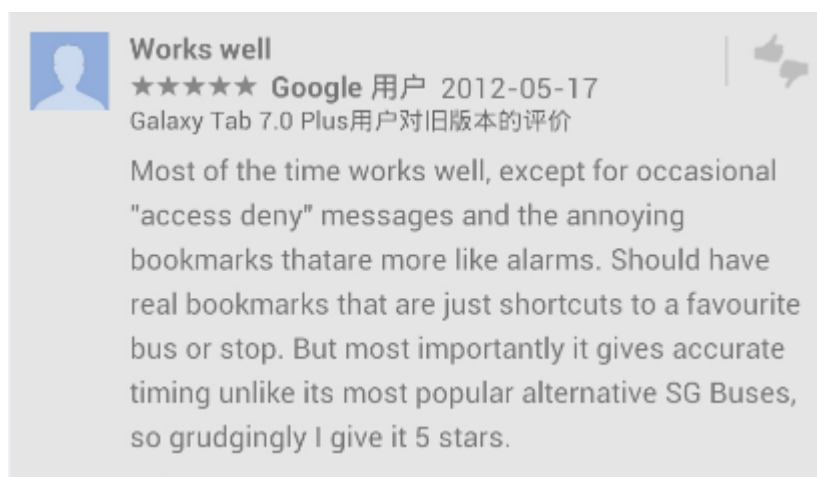 Works well
★★★★★ Google 用户 2012-05-17
Galaxy Tab 7.0 Plus用户对旧版本的评价
Most of the time works well, except for occasional
"access deny" messages and the annoying
bookmarks thatare more like alarms. Should have
real bookmarks that are just shortcuts to a favourite
bus or stop. But most importantly it gives accurate
timing unlike its most popular alternative SG Buses,
so grudgingly I give it 5 stars.